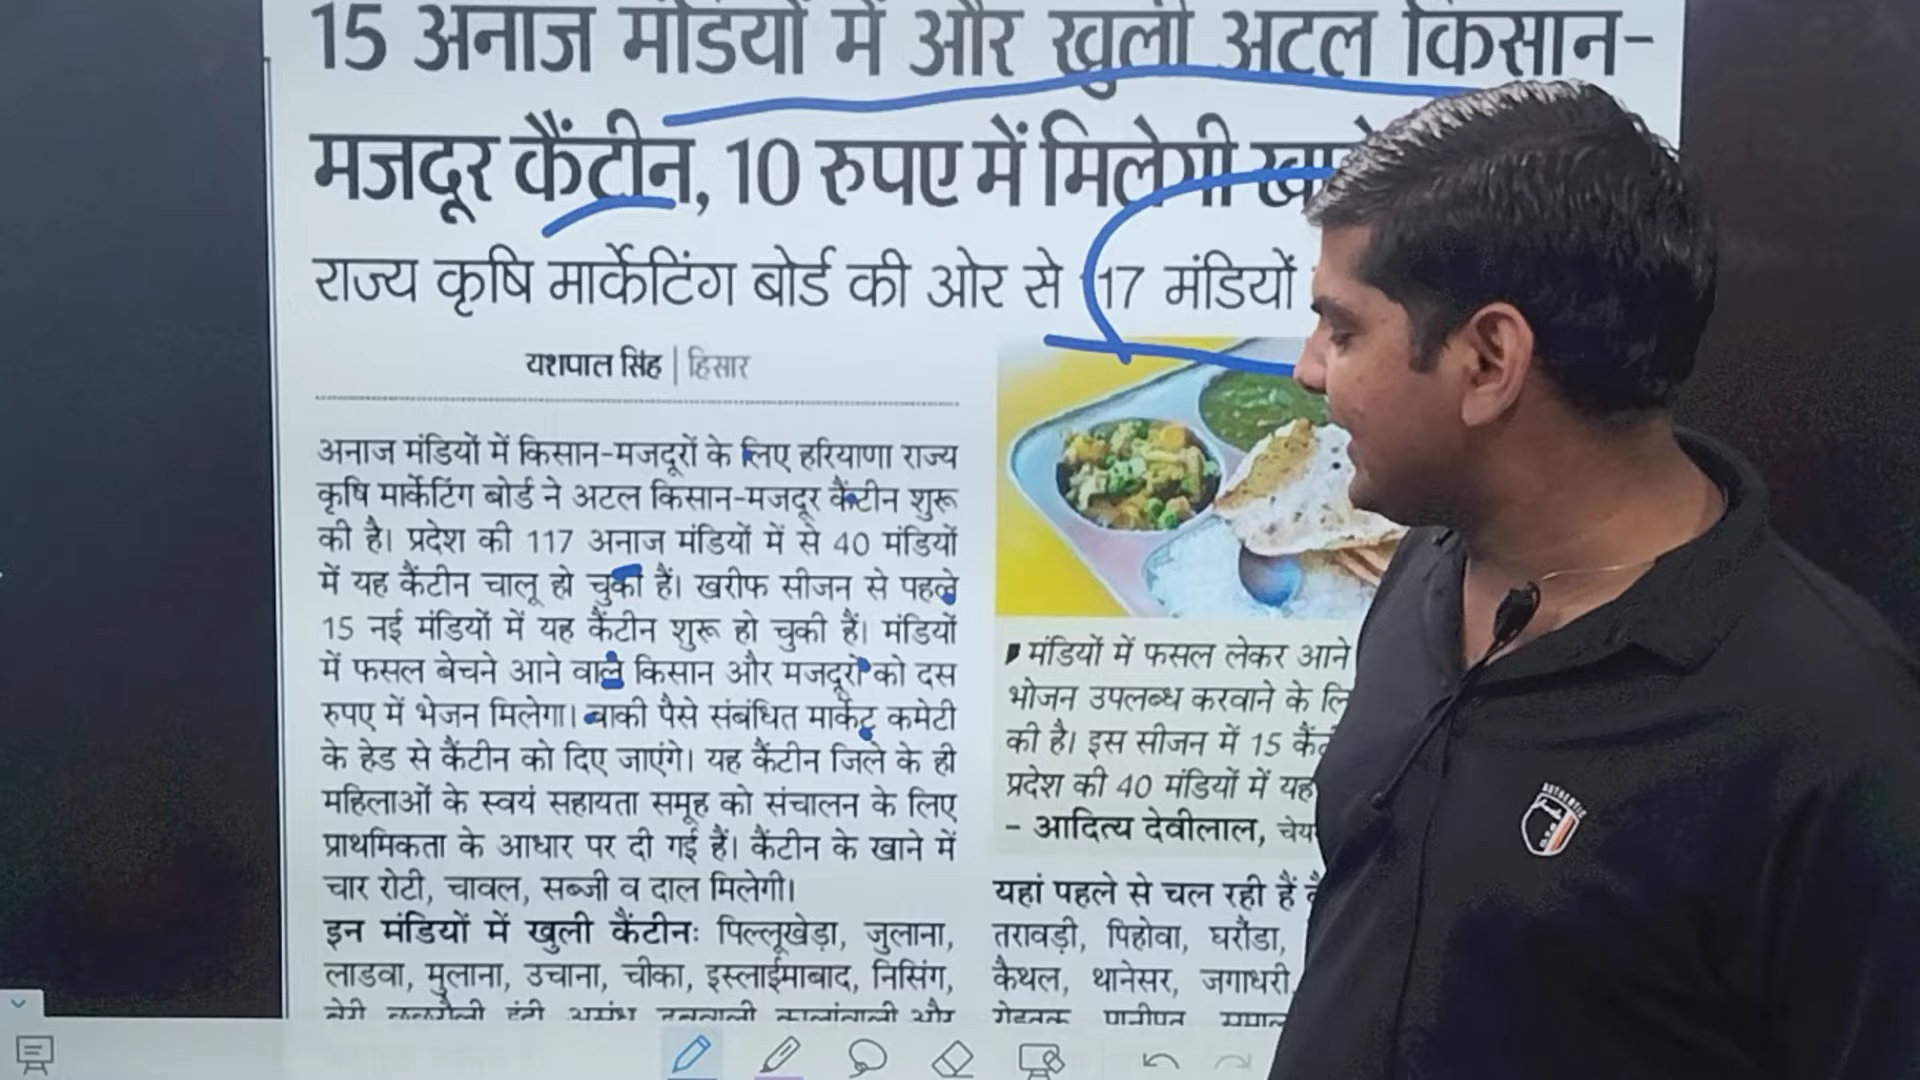 15 अनाज मंडियों में और खुली अटल किसान-
मजदूर कैंटीन, 10 रुपए में मिलेगी
राज्य कृषि मार्केटिंग बोर्ड की ओर से 117 मंडियों
यशपाल सिंह | हिसार
अनाज मंडियों में किसान-मजदूरों के लिए हरियाणा राज्य
कृषि मार्केटिंग बोर्ड ने अटल किसान-मजदूर कैंटीन शुरू
की है। प्रदेश की 117 अनाज मंडियों में से 40 मंडियों
में यह कैंटीन चालू हो चुकी हैं। खरीफ सीजन से पहले
15 नई मंडियों में यह कैंटीन शुरू हो चुकी हैं। मंडियों
में फसल बेचने आने वाले किसान और मजदूरों को दस
रुपए में भेजन मिलेगा। बाकी पैसे संबंधित मार्केट कमेटी
के हेड से कैंटीन को दिए जाएंगे। यह कैंटीन जिले के ही
महिलाओं के स्वयं सहायता समूह को संचालन के लिए
प्राथमिकता के आधार पर दी गई हैं। कैंटीन के खाने में
चार रोटी, चावल, सब्जी व दाल मिलेगी।
इन मंडियों में खुली कैंटीन: पिल्लूखेड़ा, जुलाना,
लाडवा, मुलाना, उचाना, चीका, इस्लाईमाबाद, निसिंग,
मंडियों में फसल लेकर आने
भोजन उपलब्ध करवाने के
की है। इस सीजन में 15
प्रदेश की 40 मंडियों में यह
- आदित्य देवीलाल,
यहां पहले से चल रही हैं
तरावड़ी, पिहोवा, घरौंडा,
कैथल, थानेसर, जगाधरी,
AUTHENTIC